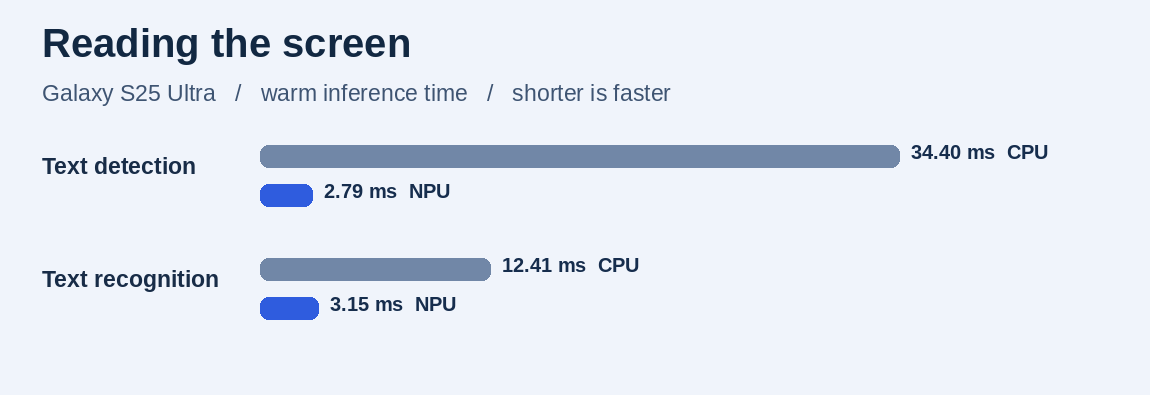 Reading the screen
Galaxy S25 Ultra / warm inference time / shorter is faster
Text detection
34.40 ms CPU
2.79 ms NPU
Text recognition
12.41 ms CPU
3.15 ms NPU